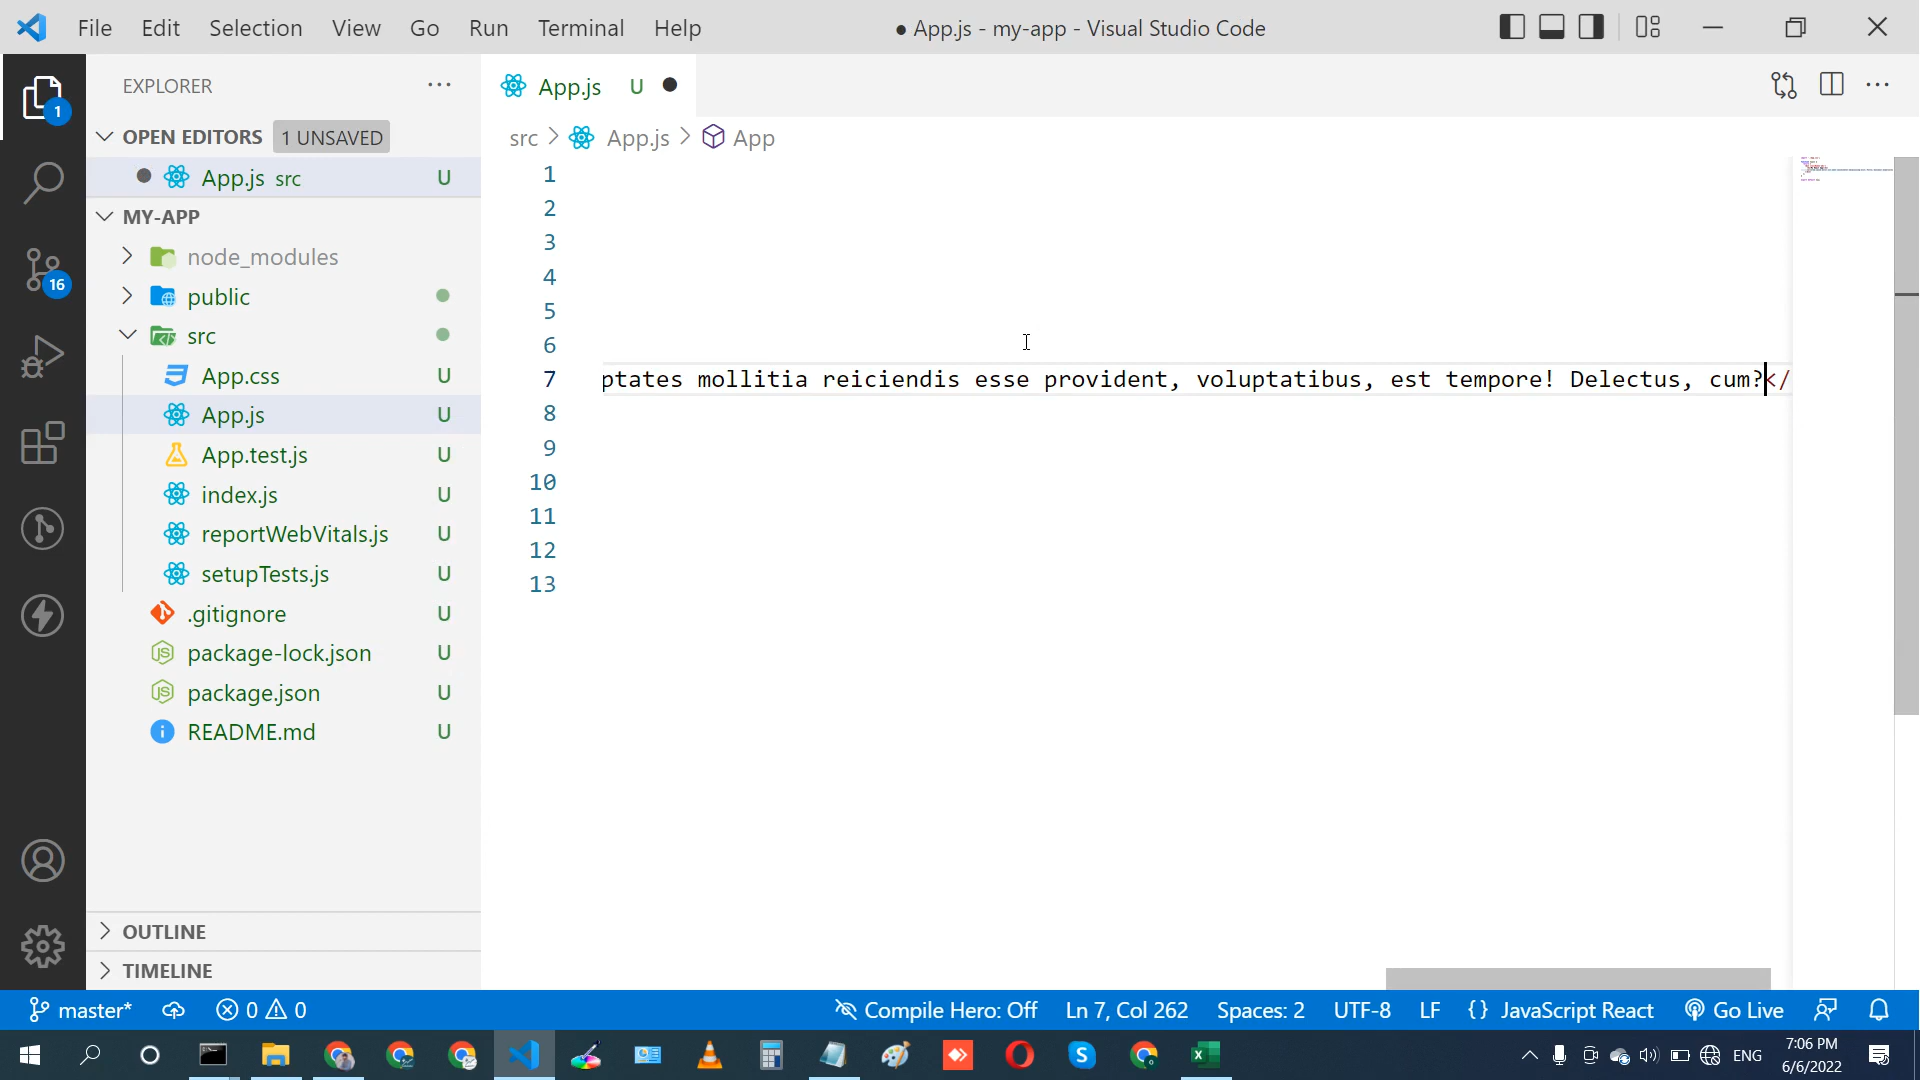 File Edit Selection View Go Run Terminal Help ● App.js - my-app - Visual Studio Code
EXPLORER
App.js U
OPEN EDITORS 1 UNSAVED
src > App.js > App
App.js src U
MY-APP
node_modules
public
src
App.css U
App.js U
App.test.js U
index.js U
reportWebVitals.js U
setupTests.js U
.gitignore U
package-lock.json U
package.json U
README.md U
OUTLINE
TIMELINE
1
16
1
2
3
4
5
6
7 ptates mollitia reiciendis esse provident, voluptatibus, est tempore! Delectus, cum?</
8
9
10
11
12
13
master* 0 0 Compile Hero: Off Ln 7, Col 262 Spaces: 2 UTF-8 LF {} JavaScript React Go Live
ENG 7:06 PM
6/6/2022